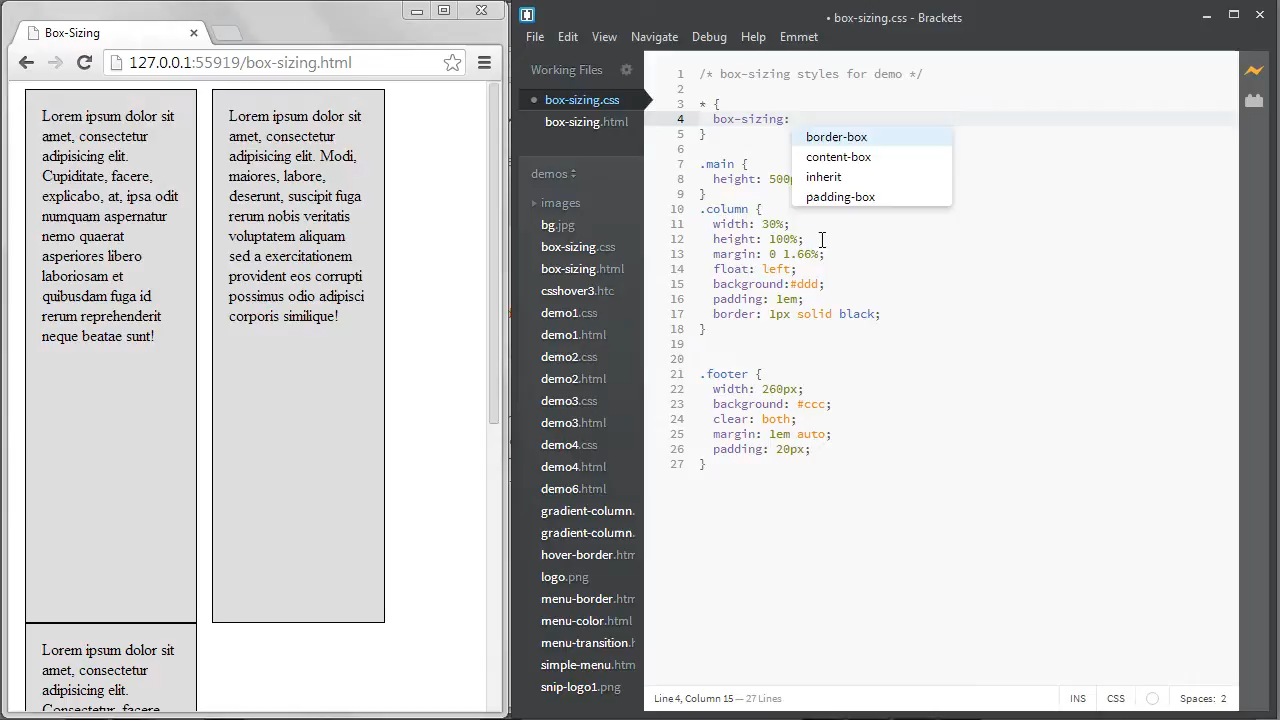 Box-Sizing
127.0.0.1:55919/box-sizing.html
Lorem ipsum dolor sit
amet, consectetur
adipisicing elit.
Cupiditate, facere,
explicabo, at, ipsa odit
numquam aspernatur
nemo quaerat
asperiores libero
laboriosam et
quibusdam fuga id
rerum reprehenderit
neque beatae sunt!
Lorem ipsum dolor sit
amet, consectetur
adipisicing elit. Modi,
maiores, labore,
deserunt, suscipit fuga
rerum nobis veritatis
voluptatem aliquam
sed a exercitationem
provident eos corrupti
possimus odio adipisci
corporis similique!
Lorem ipsum dolor sit
amet, consectetur
adipisicing elit.
Consectur, facere
• box-sizing.css - Brackets
File Edit View Navigate Debug Help Emmet
Working Files
box-sizing.css
box-sizing.html
demos
images
bg.jpg
box-sizing.css
box-sizing.html
csshover3.htc
demo1.css
demo1.html
demo2.css
demo2.html
demo3.css
demo3.html
demo4.css
demo4.html
demo6.html
gradient-column.
gradient-column.
hover-border.htm
logo.png
menu-border.htm
menu-color.html
menu-transition.h
simple-menu.htm
snip-logo1.png
1 /* box-sizing styles for demo */
2
3 * {
4 box-sizing:
5 }
6
7 .main {
8 height: 500p
9 }
10 .column {
11 width: 30%;
12 height: 100%;
13 margin: 0 1.66%;
14 float: left;
15 background:#ddd;
16 padding: 1em;
17 border: 1px solid black;
18 }
19
20
21 .footer {
22 width: 260px;
23 background: #ccc;
24 clear: both;
25 margin: 1em auto;
26 padding: 20px;
27 }
border-box
content-box
inherit
padding-box
Line 4, Column 15 — 27 Lines
INS CSS Spaces: 2